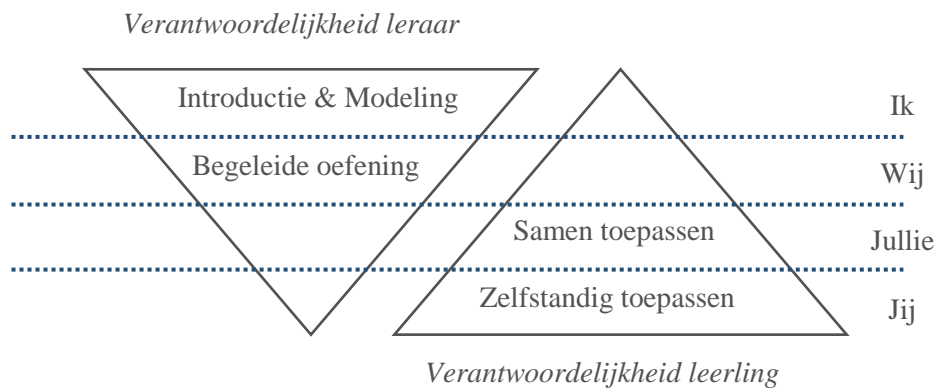 Verantwoordelijkheid leraar
Introductie & Modeling
Ik
Begeleide oefening
Wij
Samen toepassen
Jullie
Zelfstandig toepassen
Jij
Verantwoordelijkheid leerling